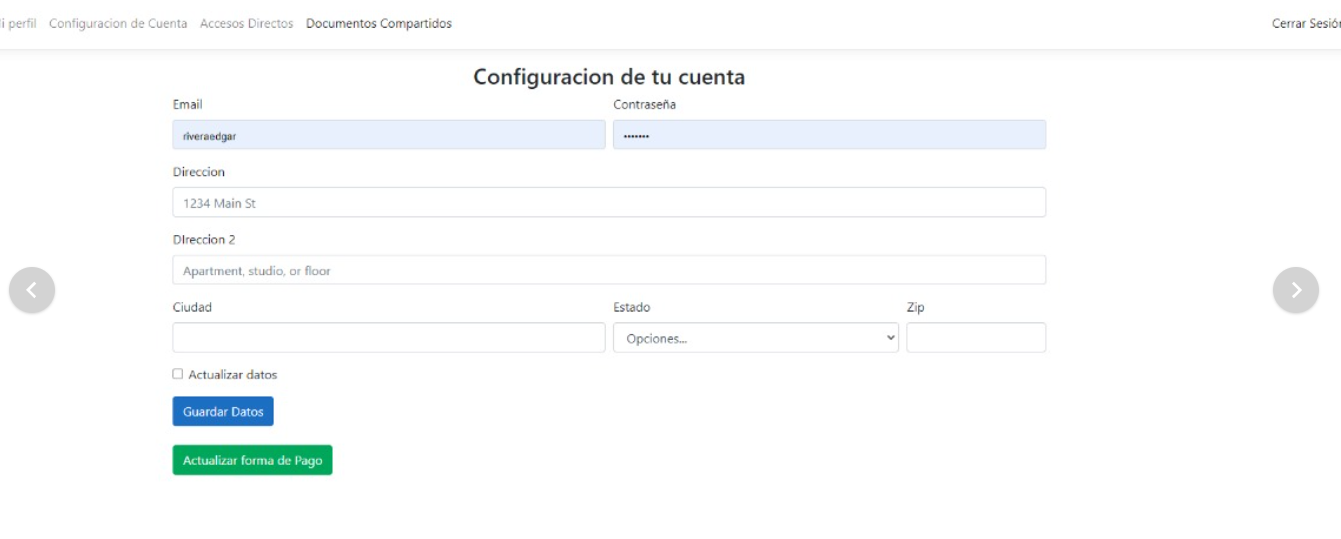 li perfil Configuracion de Cuenta Accesos Directos Documentos Compartidos Cerrar Sesión
Configuracion de tu cuenta
Email Contraseña
riveraedgar •••••••
Direccion
1234 Main St
DIreccion 2
Apartment, studio, or floor
Ciudad Estado Zip
Opciones...
Actualizar datos
Guardar Datos
Actualizar forma de Pago